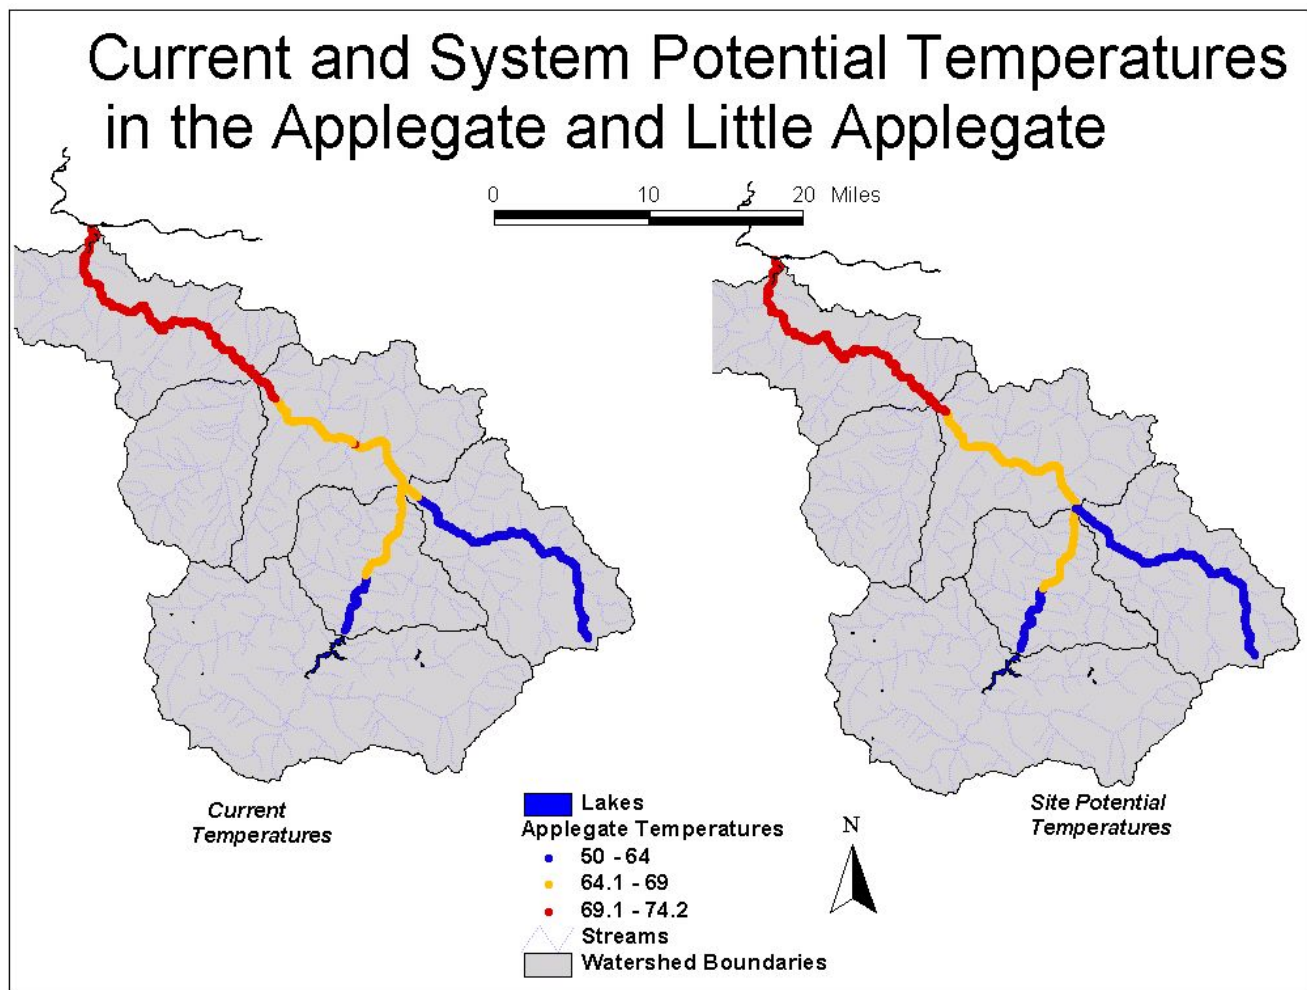 Current and System Potential Temperatures
in the Applegate and Little Applegate
0 10 20 Miles
Current
Temperatures
Site Potential
Temperatures
Lakes
Applegate Temperatures
50 - 64
64.1 - 69
69.1 - 74.2
Streams
Watershed Boundaries
N